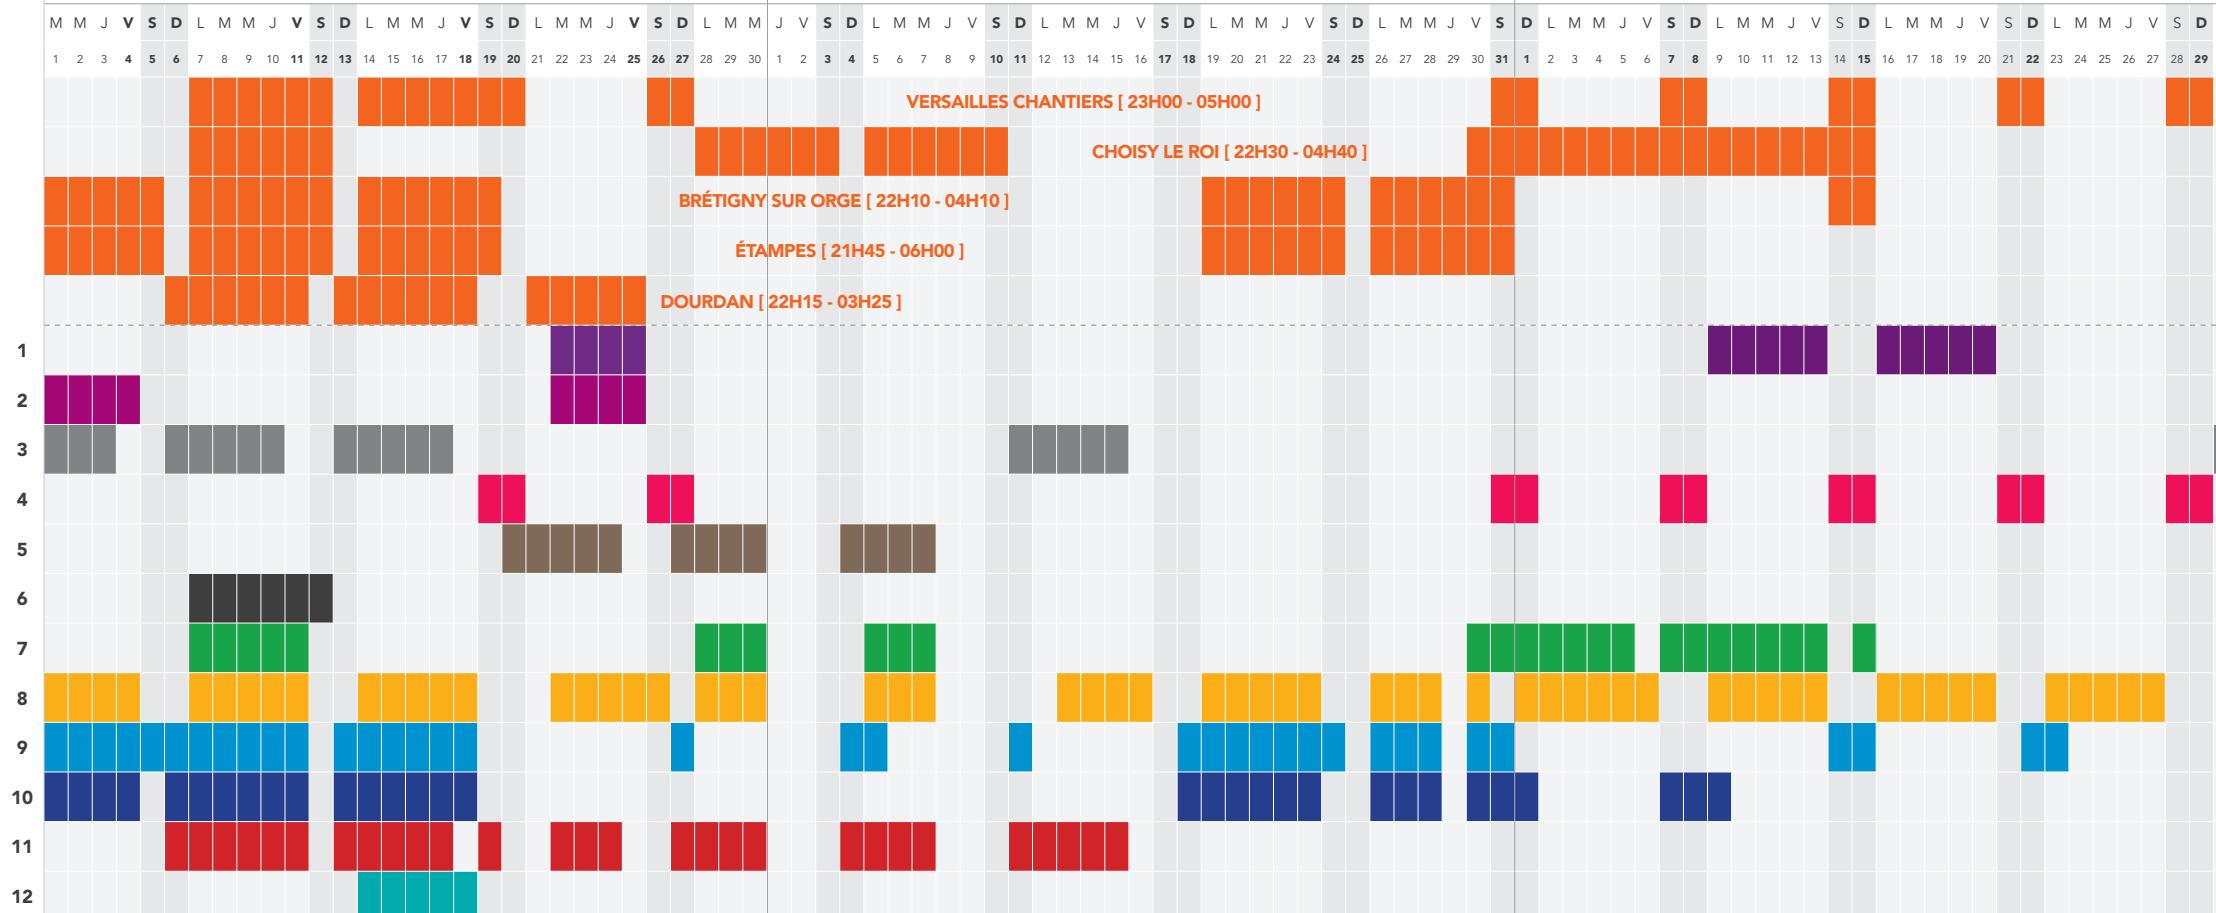 M M J V S D L M M J V S D L M M J V S D L M M J V S D L M M J V S D L M M J V S D L M M J V S D L M M J V S D L M M J V S D L M M J V S D L M M J V S D L M M J V S D L M M J V S D
1 2 3 4 5 6 7 8 9 10 11 12 13 14 15 16 17 18 19 20 21 22 23 24 25 26 27 28 29 30 1 2 3 4 5 6 7 8 9 10 11 12 13 14 15 16 17 18 19 20 21 22 23 24 25 26 27 28 29 30 31 1 2 3 4 5 6 7 8 9 10 11 12 13 14 15 16 17 18 19 20 21 22 23 24 25 26 27 28 29
VERSAILLES CHANTIERS [ 23H00 - 05H00 ]
CHOISY LE ROI [ 22H30 - 04H40 ]
BRÉTIGNY SUR ORGE [ 22H10 - 04H10 ]
ÉTAMPES [ 21H45 - 06H00 ]
DOURDAN [ 22H15 - 03H25 ]
1
2
3
4
5
6
7
8
9
10
11
12